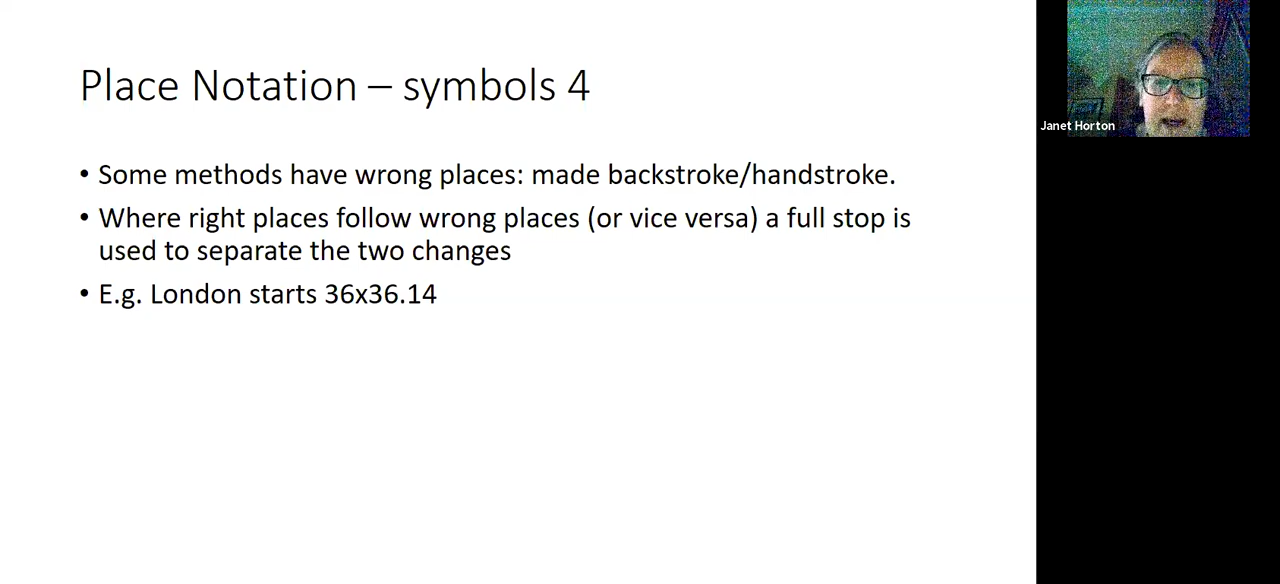 Place Notation – symbols 4
• Some methods have wrong places: made backstroke/handstroke.
• Where right places follow wrong places (or vice versa) a full stop is
used to separate the two changes
• E.g. London starts 36x36.14
Janet Horton